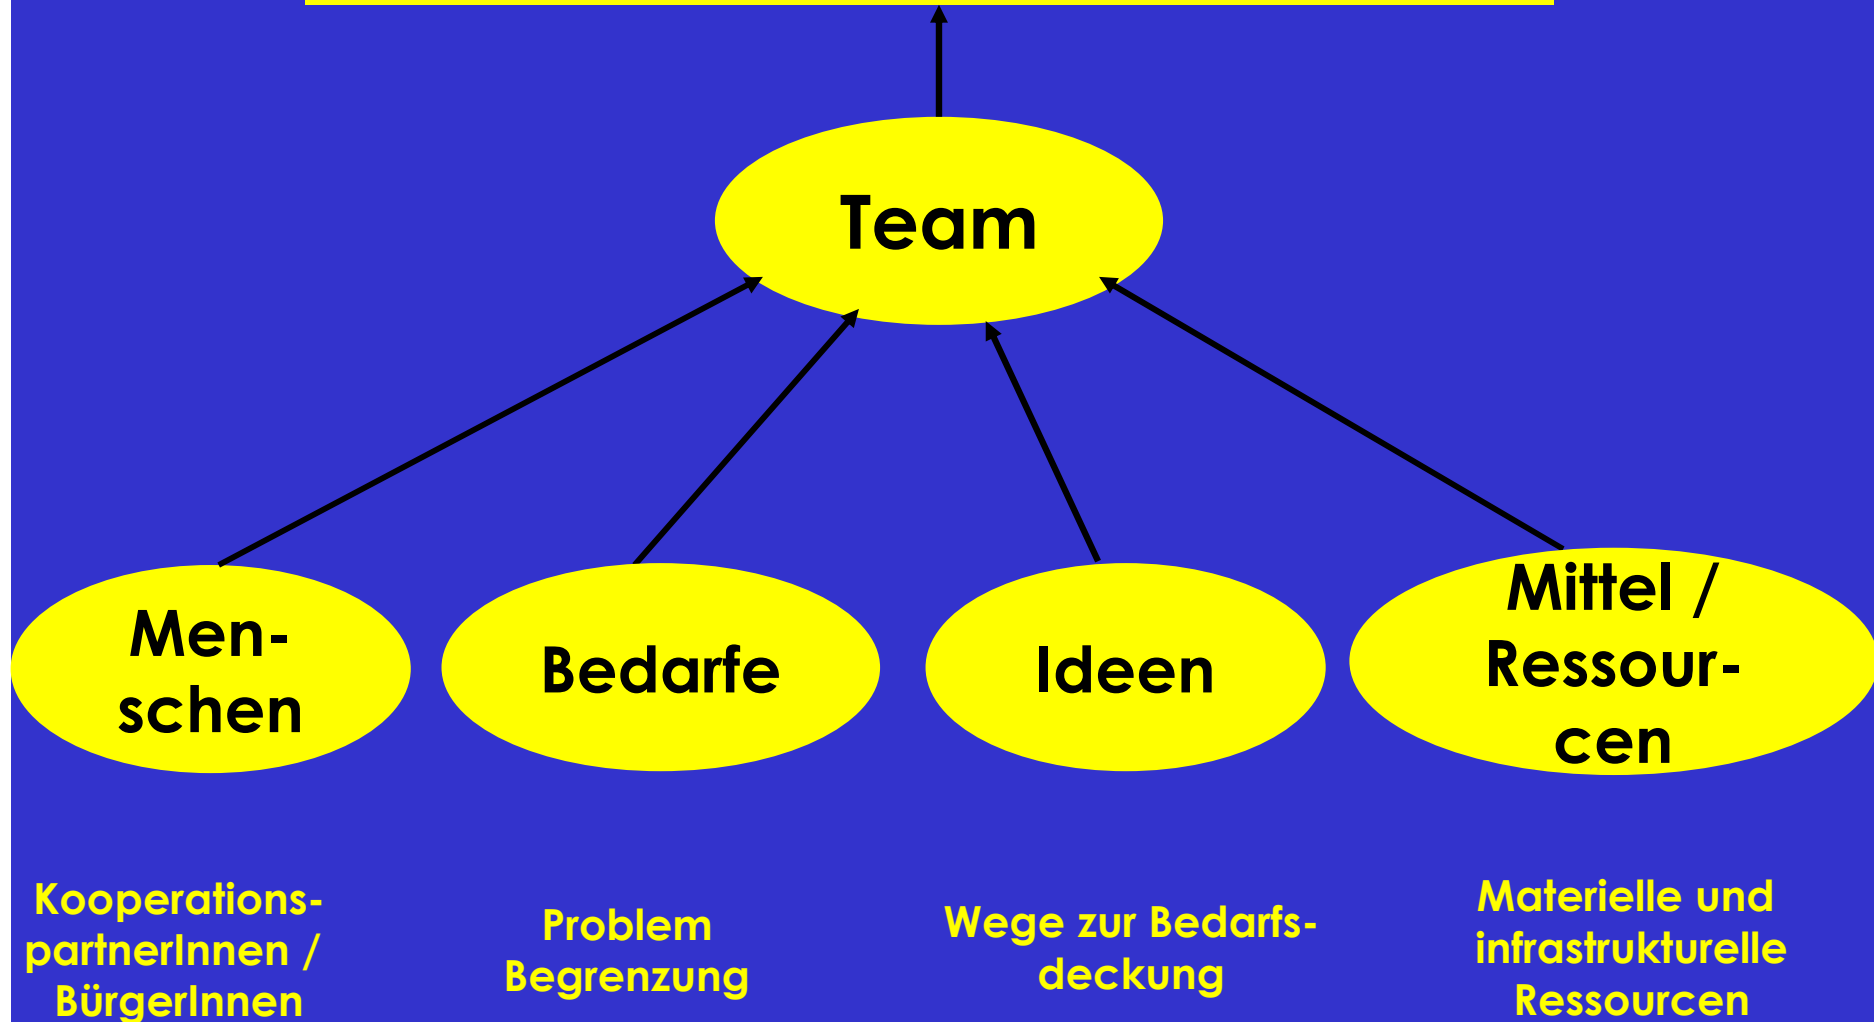 Team
Men-
schen
Bedarfe
Ideen
Mittel /
Ressour-
cen
Kooperations-
partnerInnen /
BürgerInnen
Problem
Begrenzung
Wege zur Bedarfs-
deckung
Materielle und
infrastrukturelle
Ressourcen